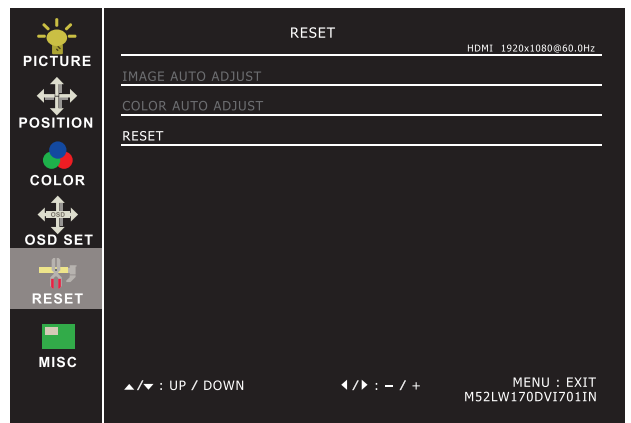 RESET
HDMI 1920x1080@60.0Hz
PICTURE
POSITION
COLOR
OSD
OSD SET
RESET
MISC
IMAGE AUTO ADJUST
COLOR AUTO ADJUST
RESET
▲/▼ : UP / DOWN
◀/▶ : – / +
MENU : EXIT
M52LW170DVI701IN